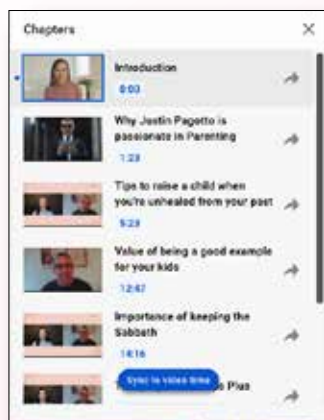 Chapters
Introduction
0:03
Why Justin Pagotto is
passionate in Parenting
1:23
Tips to raise a child when
you're unhealed from your past
5:23
Value of being a good example
for your kids
12:47
Importance of keeping the
Sabbath
14:16
Sync to video time
Plus